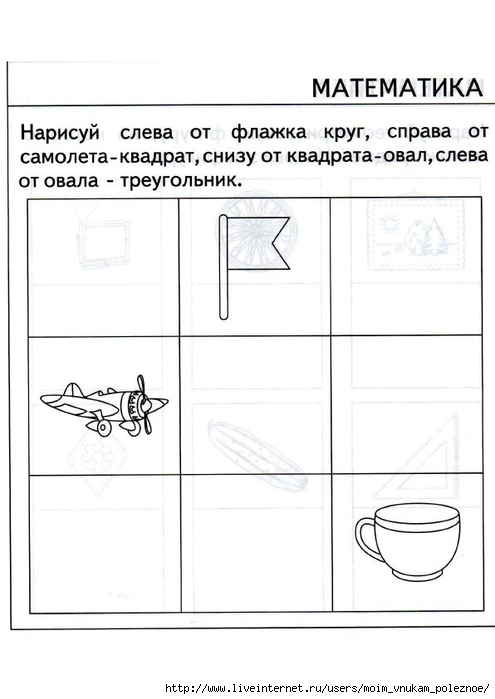 МАТЕМАТИКА
Нарисуй слева от флажка круг, справа от
самолета-квадрат, снизу от квадрата-овал, слева
от овала - треугольник.
http://www.liveinternet.ru/users/moim_vnukam_poleznoe/